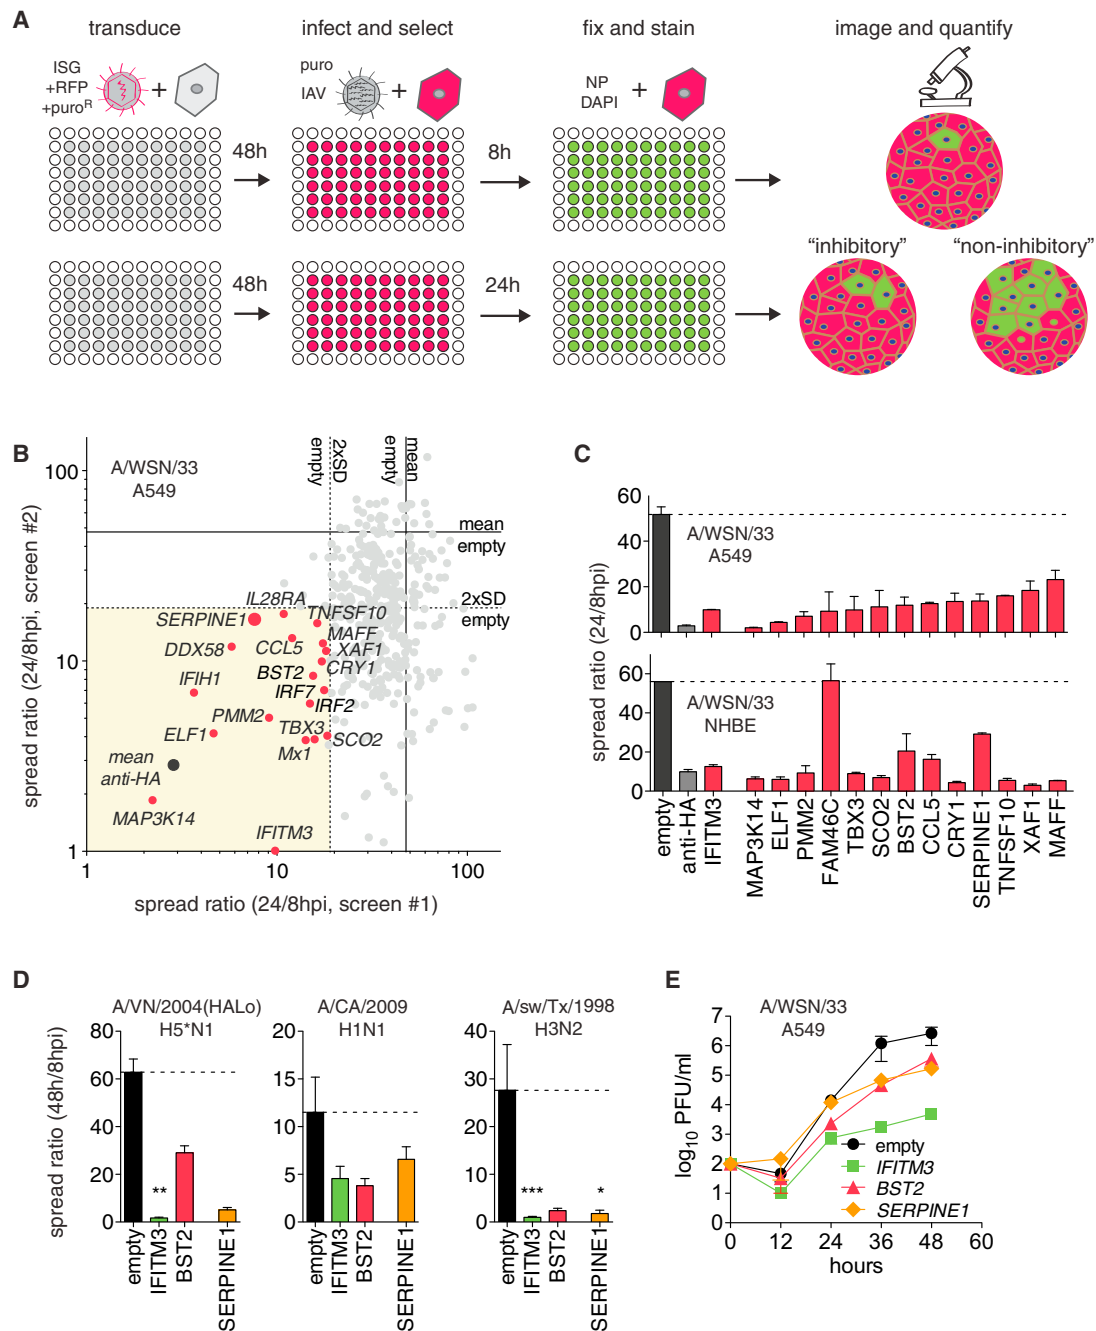 A
transduce
infect and select
fix and stain
image and quantify
ISG
+RFP
+puroR
+
puro
IAV
+
NP
DAPI
+
48h
8h
"inhibitory"
"non-inhibitory"
48h
24h
B
A/WSN/33
A549
empty
2xSD
empty
mean
mean
empty
2xSD
empty
IL28RA
SERPINE1
TNFSF10
DDX58
CCL5
MAFF
XAF1
CRY1
IFIH1
BST2
IRF7
IRF2
PMM2
ELF1
TBX3
SCO2
Mx1
mean
anti-HA
MAP3K14
IFITM3
100
10
1
1
10
100
spread ratio (24/8hpi, screen #2)
spread ratio (24/8hpi, screen #1)
C
spread ratio (24/8hpi)
60
40
20
0
A/WSN/33
A549
60
40
20
0
A/WSN/33
NHBE
empty
anti-HA
IFITM3
MAP3K14
ELF1
PMM2
FAM46C
TBX3
SCO2
BST2
CCL5
CRY1
SERPINE1
TNFSF10
XAF1
MAFF
D
spread ratio (48h/8hpi)
A/VN/2004(HALo)
H5*N1
80
60
40
20
0
**
empty
IFITM3
BST2
SERPINE1
A/CA/2009
H1N1
20
15
10
5
0
empty
IFITM3
BST2
SERPINE1
A/sw/Tx/1998
H3N2
40
30
20
10
0
***
*
empty
IFITM3
BST2
SERPINE1
E
A/WSN/33
A549
log10 PFU/ml
7
6
5
4
3
2
1
0
empty
IFITM3
BST2
SERPINE1
0
12
24
36
48
60
hours